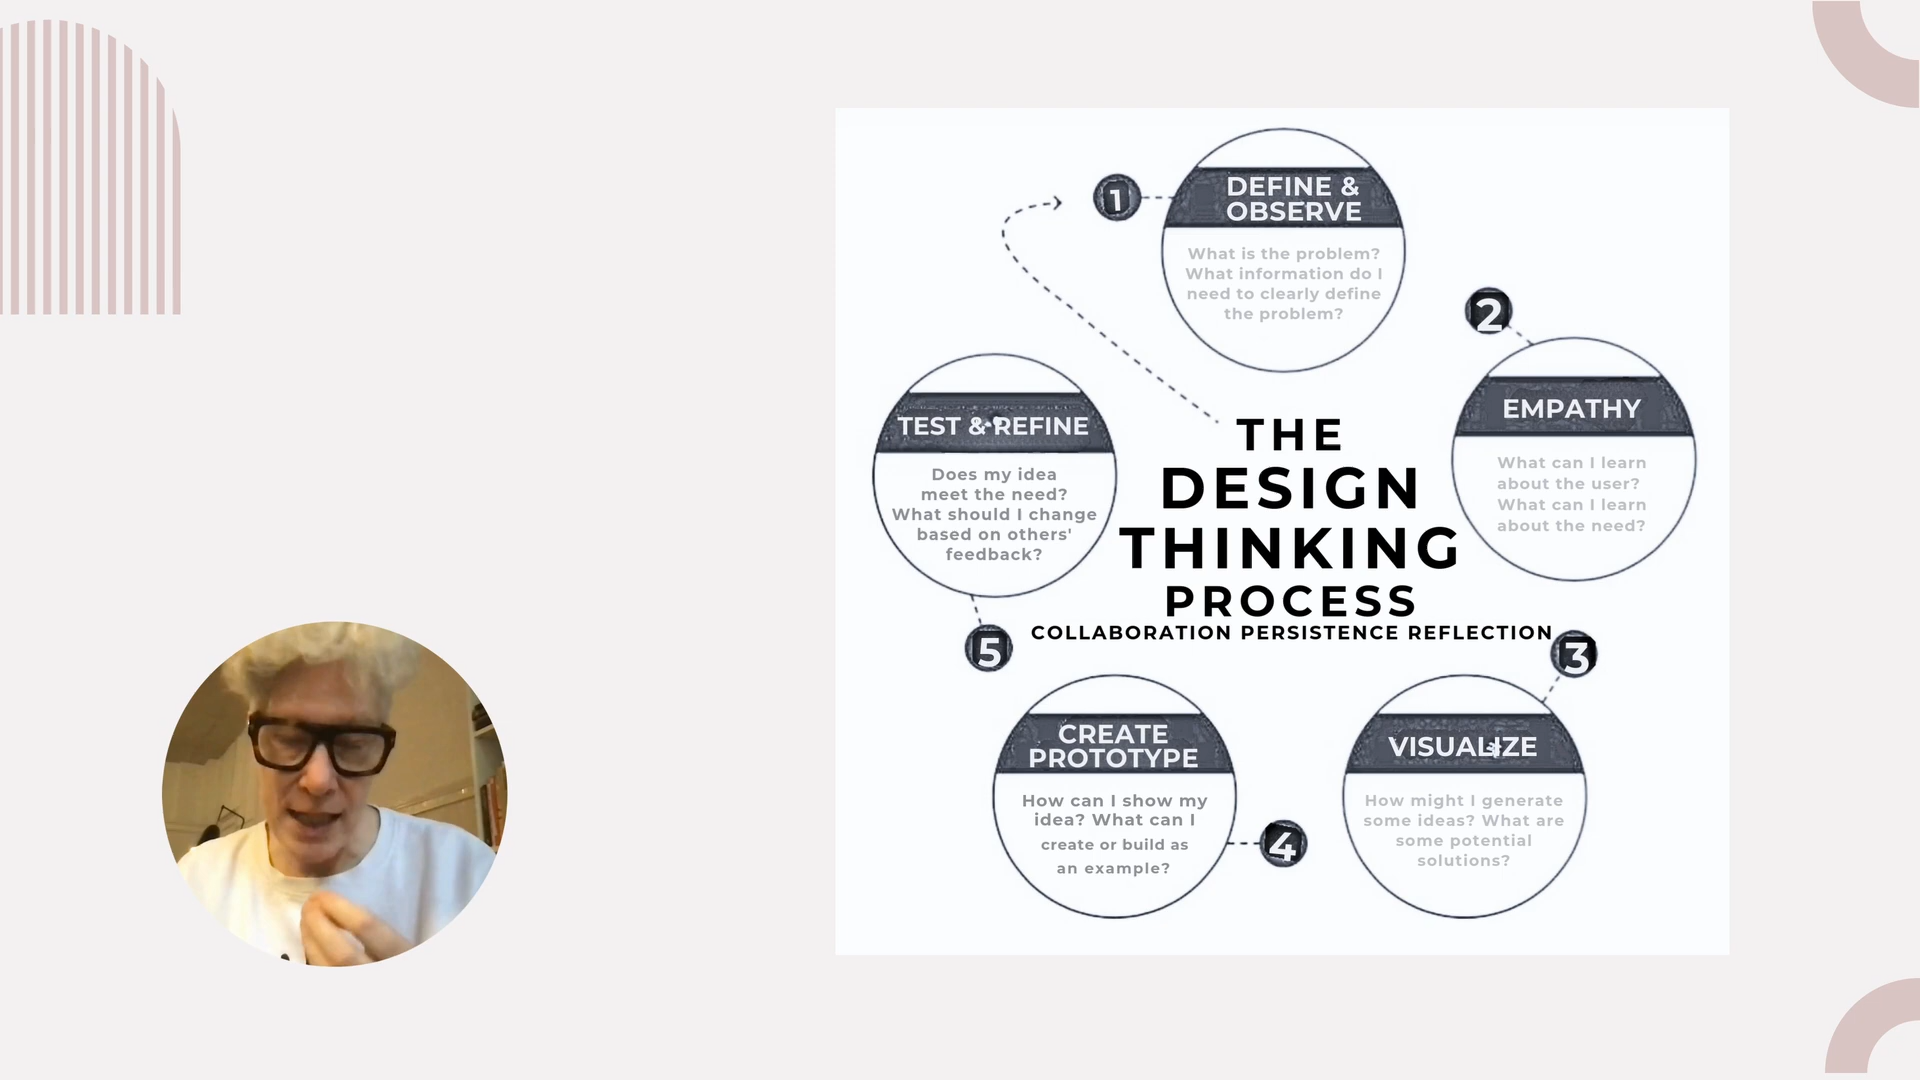 1
DEFINE &
OBSERVE
What is the problem?
What information do I
need to clearly define
the problem?
2
EMPATHY
What can I learn
about the user?
What can I learn
about the need?
TEST & REFINE
Does my idea
meet the need?
What should I change
based on others'
feedback?
5
THE
DESIGN
THINKING
PROCESS
COLLABORATION PERSISTENCE REFLECTION
3
VISUALIZE
How might I generate
some ideas? What are
some potential
solutions?
CREATE
PROTOTYPE
How can I show my
idea? What can I
create or build as
an example?
4